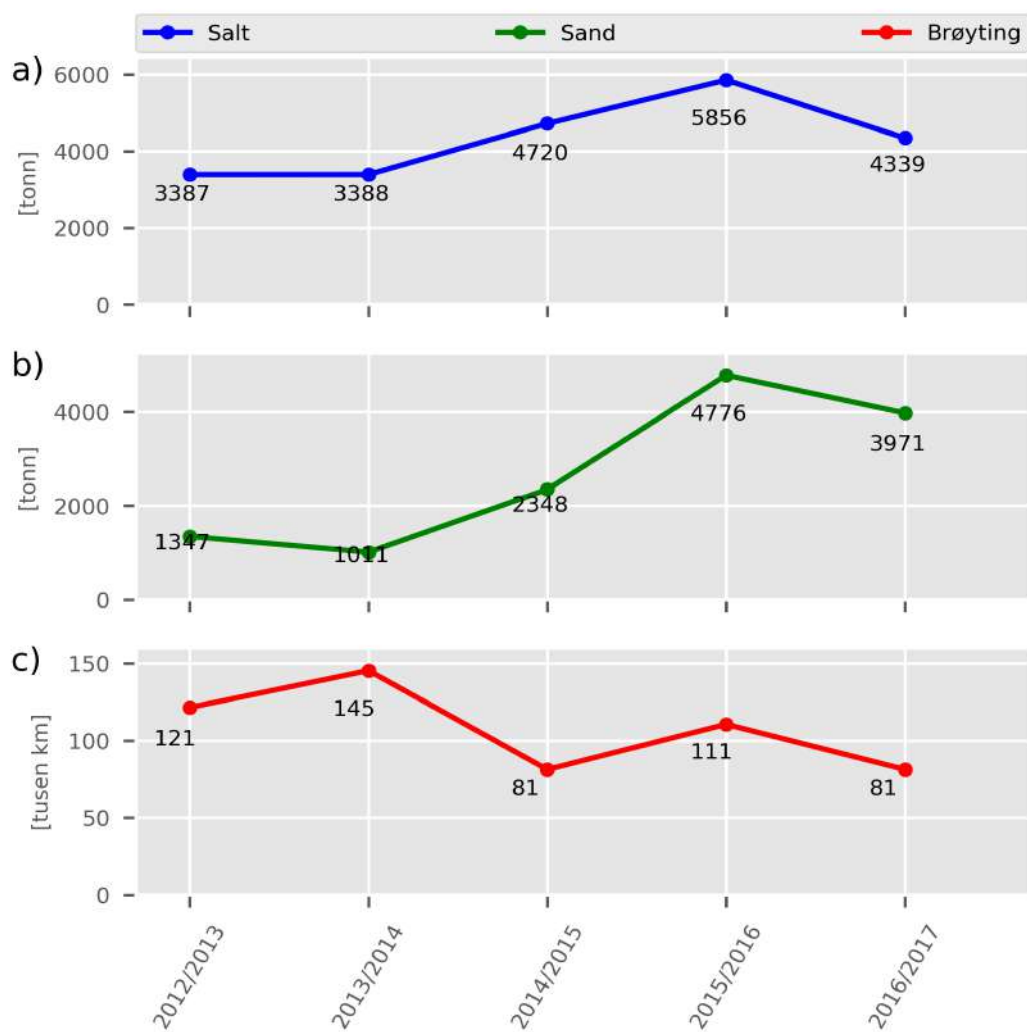 Salt Sand Brøyting
a)
6000
4000
2000
0
[tonn]
3387 3388 4720 5856 4339
b)
4000
2000
0
[tonn]
1347 1011 2348 4776 3971
c)
150
100
50
0
[tusen km]
121 145 81 111 81
2012/2013 2013/2014 2014/2015 2015/2016 2016/2017